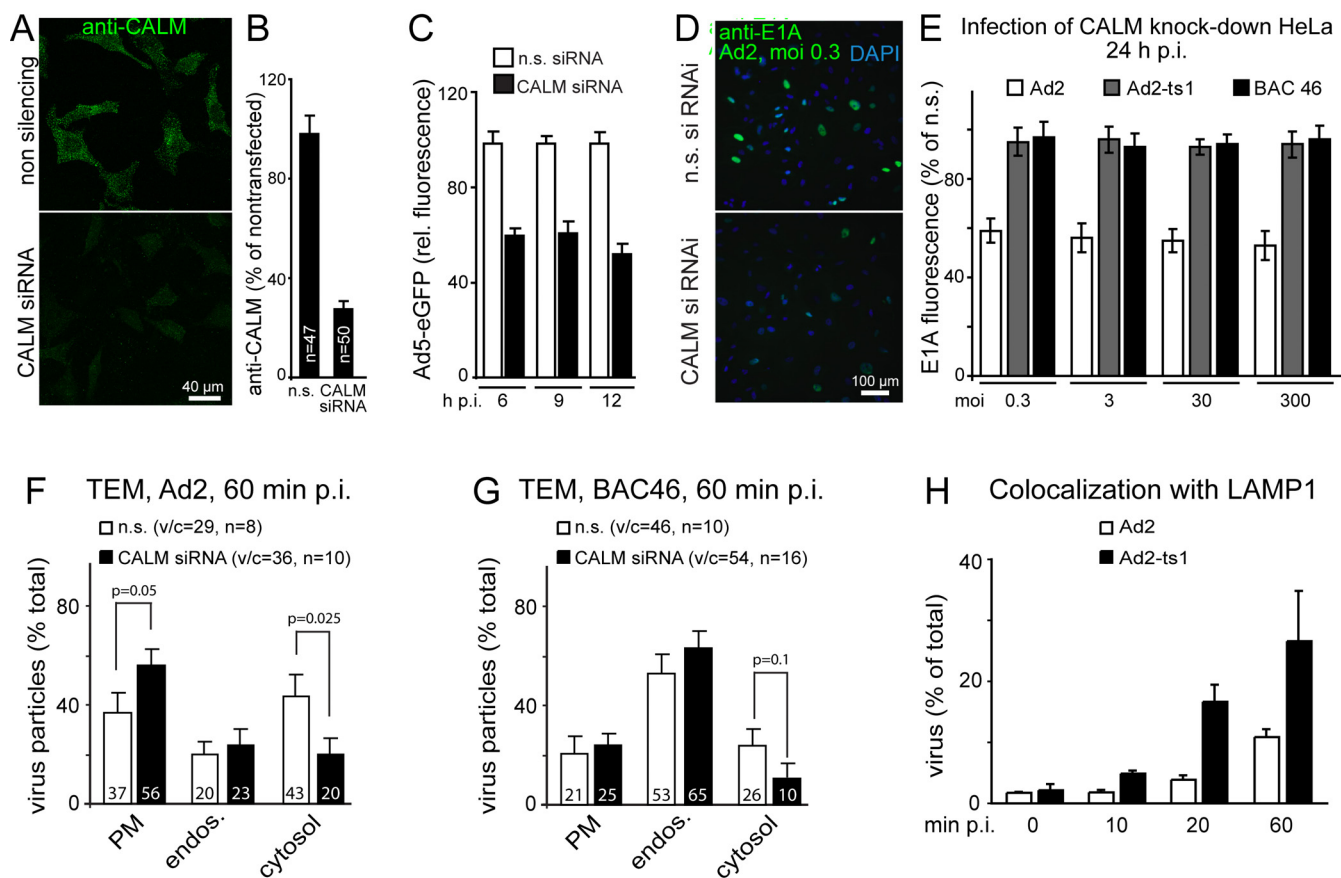 A
anti-CALM
non silencing
CALM siRNA
40 µm
B
anti-CALM (% of nontransfected)
120
80
40
0
n=47
n=50
n.s. CALM
siRNA
C
n.s. siRNA
CALM siRNA
Ad5-eGFP (rel. fluorescence)
120
80
40
0
h p.i. 6 9 12
D
anti-E1A
Ad2, moi 0.3 DAPI
n.s. si RNAi
CALM si RNAi
100 µm
E Infection of CALM knock-down HeLa
24 h p.i.
Ad2 Ad2-ts1 BAC 46
E1A fluorescence (% of n.s.)
80
40
0
moi 0.3 3 30 300
F TEM, Ad2, 60 min p.i.
n.s. (v/c=29, n=8)
CALM siRNA (v/c=36, n=10)
virus particles (% total)
80
40
0
p=0.05
p=0.025
37 56 20 23 43 20
PM endos. cytosol
G TEM, BAC46, 60 min p.i.
n.s. (v/c=46, n=10)
CALM siRNA (v/c=54, n=16)
virus particles (% total)
80
40
0
p=0.1
21 25 53 65 26 10
PM endos. cytosol
H Colocalization with LAMP1
Ad2
Ad2-ts1
virus (% of total)
40
20
0
min p.i. 0 10 20 60